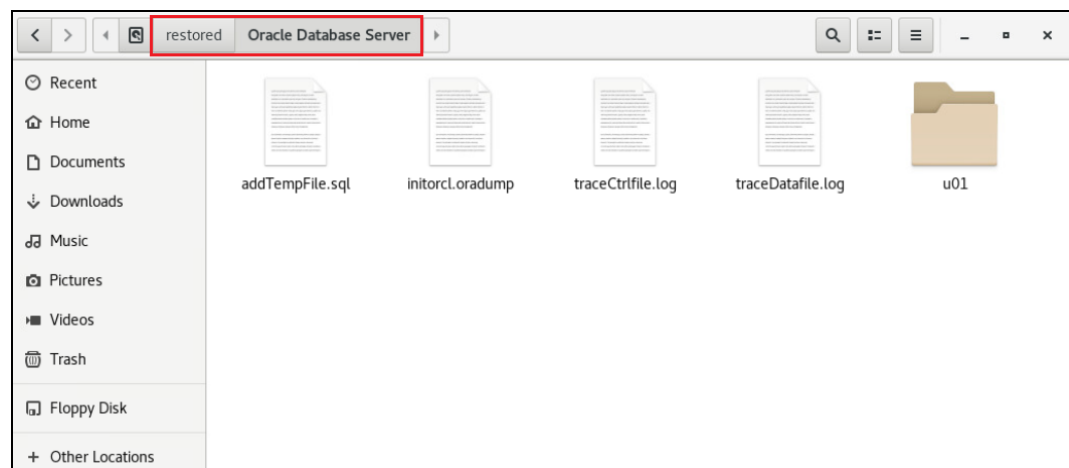 restored Oracle Database Server
Recent
Home
Documents
Downloads
Music
Pictures
Videos
Trash
Floppy Disk
+ Other Locations
addTempFile.sql initorcl.oradump traceCtrlfile.log traceDatafile.log u01